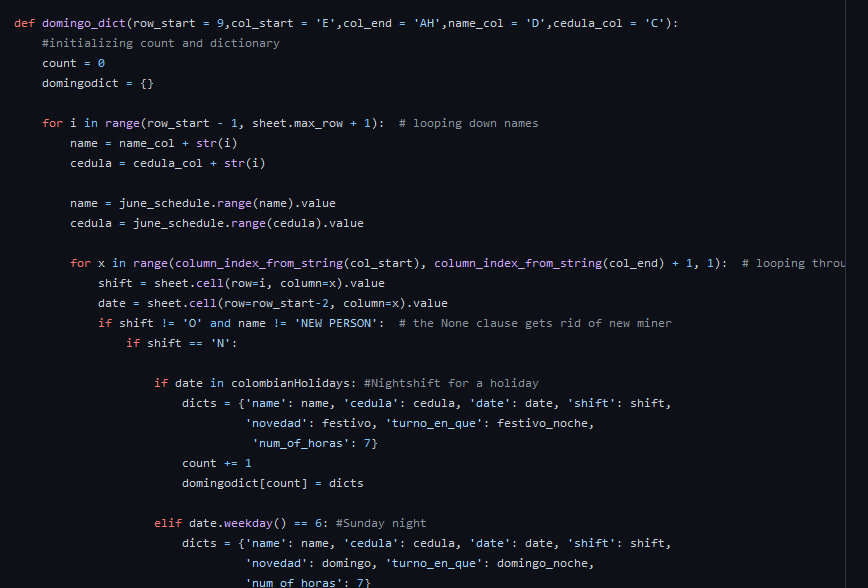 def domingo_dict(row_start = 9,col_start = 'E',col_end = 'AH',name_col = 'D',cedula_col = 'C'):
    #initializing count and dictionary
    count = 0
    domingodict = {}

    for i in range(row_start - 1, sheet.max_row + 1):  # looping down names
        name = name_col + str(i)
        cedula = cedula_col + str(i)

        name = june_schedule.range(name).value
        cedula = june_schedule.range(cedula).value

        for x in range(column_index_from_string(col_start), column_index_from_string(col_end) + 1, 1):  # looping throu
            shift = sheet.cell(row=i, column=x).value
            date = sheet.cell(row=row_start-2, column=x).value
            if shift != 'O' and name != 'NEW PERSON':  # the None clause gets rid of new miner
                if shift == 'N':

                    if date in colombianHolidays: #Nightshift for a holiday
                        dicts = {'name': name, 'cedula': cedula, 'date': date, 'shift': shift,
                                 'novedad': festivo, 'turno_en_que': festivo_noche,
                                  'num_of_horas': 7}
                        count += 1
                        domingodict[count] = dicts

                    elif date.weekday() == 6: #Sunday night
                        dicts = {'name': name, 'cedula': cedula, 'date': date, 'shift': shift,
                                 'novedad': domingo, 'turno_en_que': domingo_noche,
                                 'num_of_horas': 7}